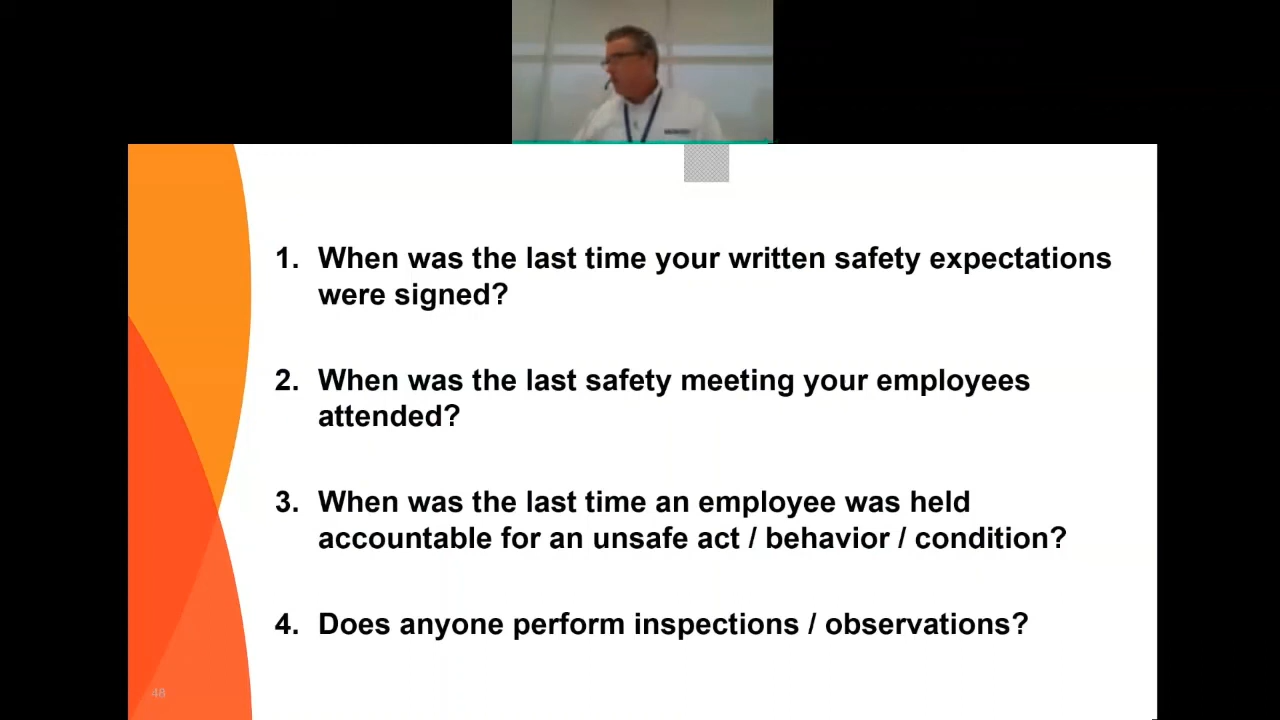 1. When was the last time your written safety expectations
were signed?
2. When was the last safety meeting your employees
attended?
3. When was the last time an employee was held
accountable for an unsafe act / behavior / condition?
4. Does anyone perform inspections / observations?
48